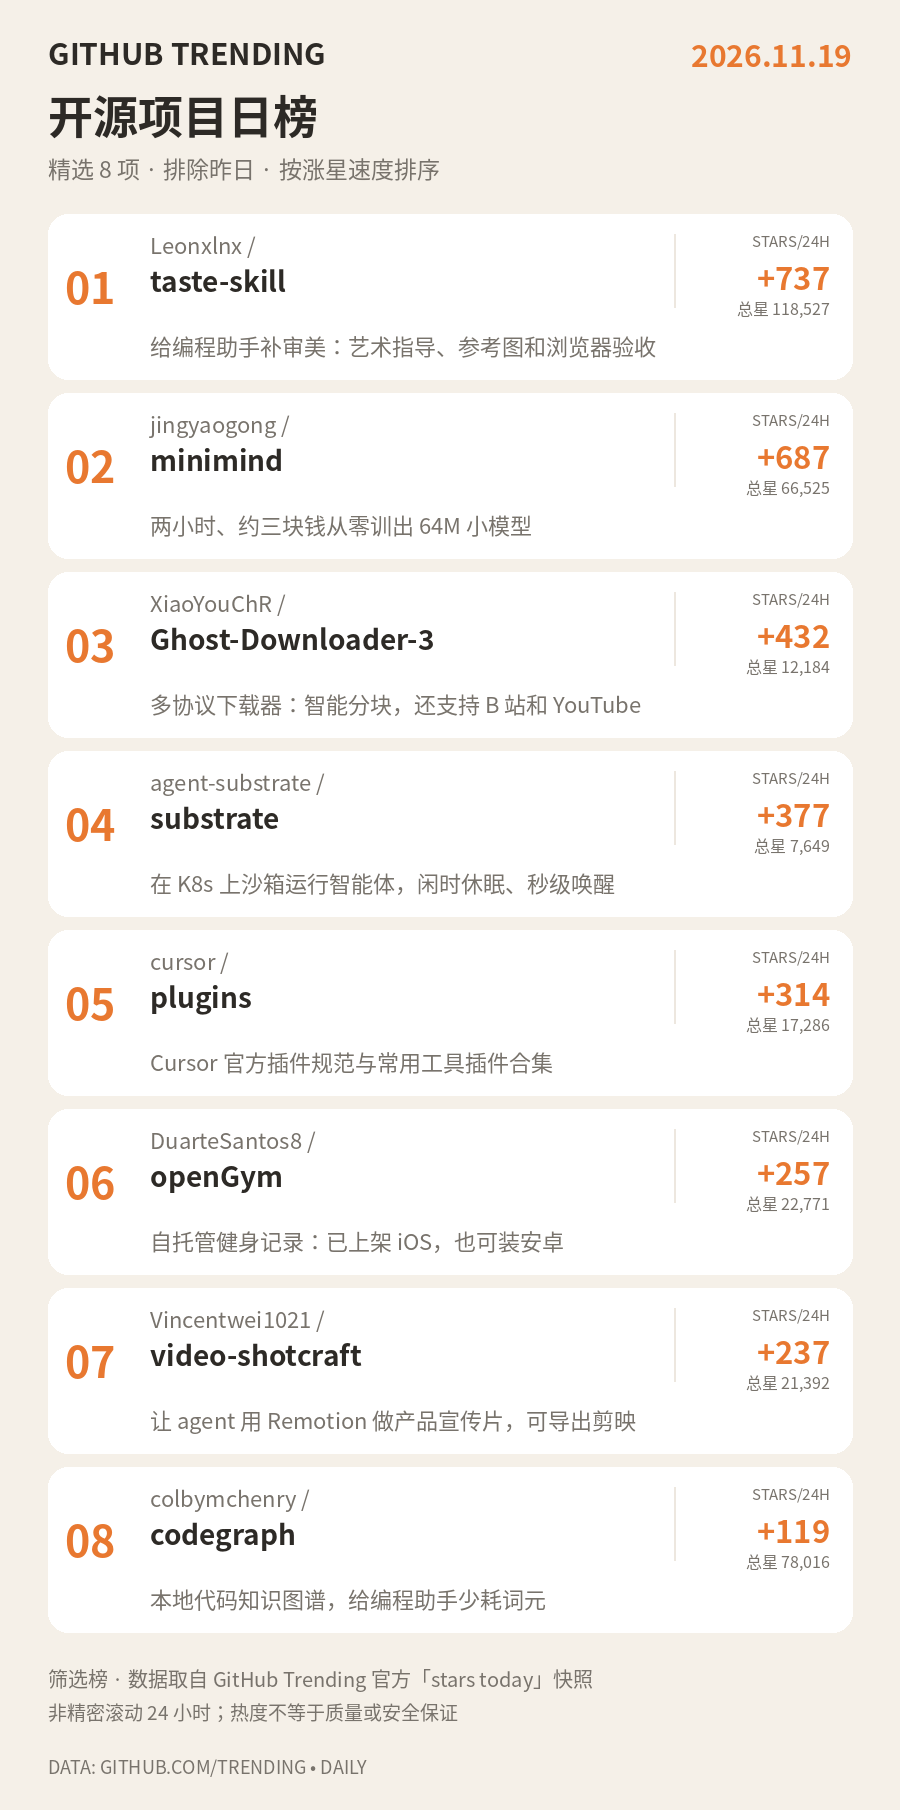 GITHUB TRENDING
2026.11.19
开源项目日榜
精选 8 项 · 排除昨日 · 按涨星速度排序
01
Leonxlnx /
taste-skill
给编程助手补审美：艺术指导、参考图和浏览器验收
STARS/24H
+737
总星 118,527
02
jingyaogong /
minimind
两小时、约三块钱从零训出 64M 小模型
STARS/24H
+687
总星 66,525
03
XiaoYouChR /
Ghost-Downloader-3
多协议下载器：智能分块，还支持 B 站和 YouTube
STARS/24H
+432
总星 12,184
04
agent-substrate /
substrate
在 K8s 上沙箱运行智能体，闲时休眠、秒级唤醒
STARS/24H
+377
总星 7,649
05
cursor /
plugins
Cursor 官方插件规范与常用工具插件合集
STARS/24H
+314
总星 17,286
06
DuarteSantos8 /
openGym
自托管健身记录：已上架 iOS，也可装安卓
STARS/24H
+257
总星 22,771
07
Vincentwei1021 /
video-shotcraft
让 agent 用 Remotion 做产品宣传片，可导出剪映
STARS/24H
+237
总星 21,392
08
colbymchenry /
codegraph
本地代码知识图谱，给编程助手少耗词元
STARS/24H
+119
总星 78,016
筛选榜 · 数据取自 GitHub Trending 官方「stars today」快照
非精密滚动 24 小时；热度不等于质量或安全保证
DATA: GITHUB.COM/TRENDING • DAILY